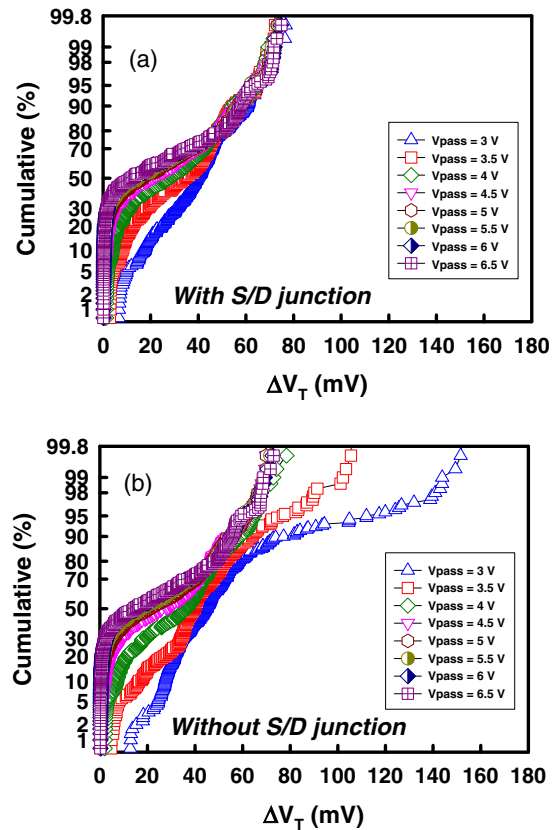 99.8
(a)
99
98
95
90
80
70
50
30
20
10
5
2
1
Cumulative (%)
Vpass = 3 V
Vpass = 3.5 V
Vpass = 4 V
Vpass = 4.5 V
Vpass = 5 V
Vpass = 5.5 V
Vpass = 6 V
Vpass = 6.5 V
With S/D junction
0 20 40 60 80 100 120 140 160 180
ΔVT (mV)
99.8
(b)
99
98
95
90
80
70
50
30
20
10
5
2
1
Cumulative (%)
Vpass = 3 V
Vpass = 3.5 V
Vpass = 4 V
Vpass = 4.5 V
Vpass = 5 V
Vpass = 5.5 V
Vpass = 6 V
Vpass = 6.5 V
Without S/D junction
0 20 40 60 80 100 120 140 160 180
ΔVT (mV)